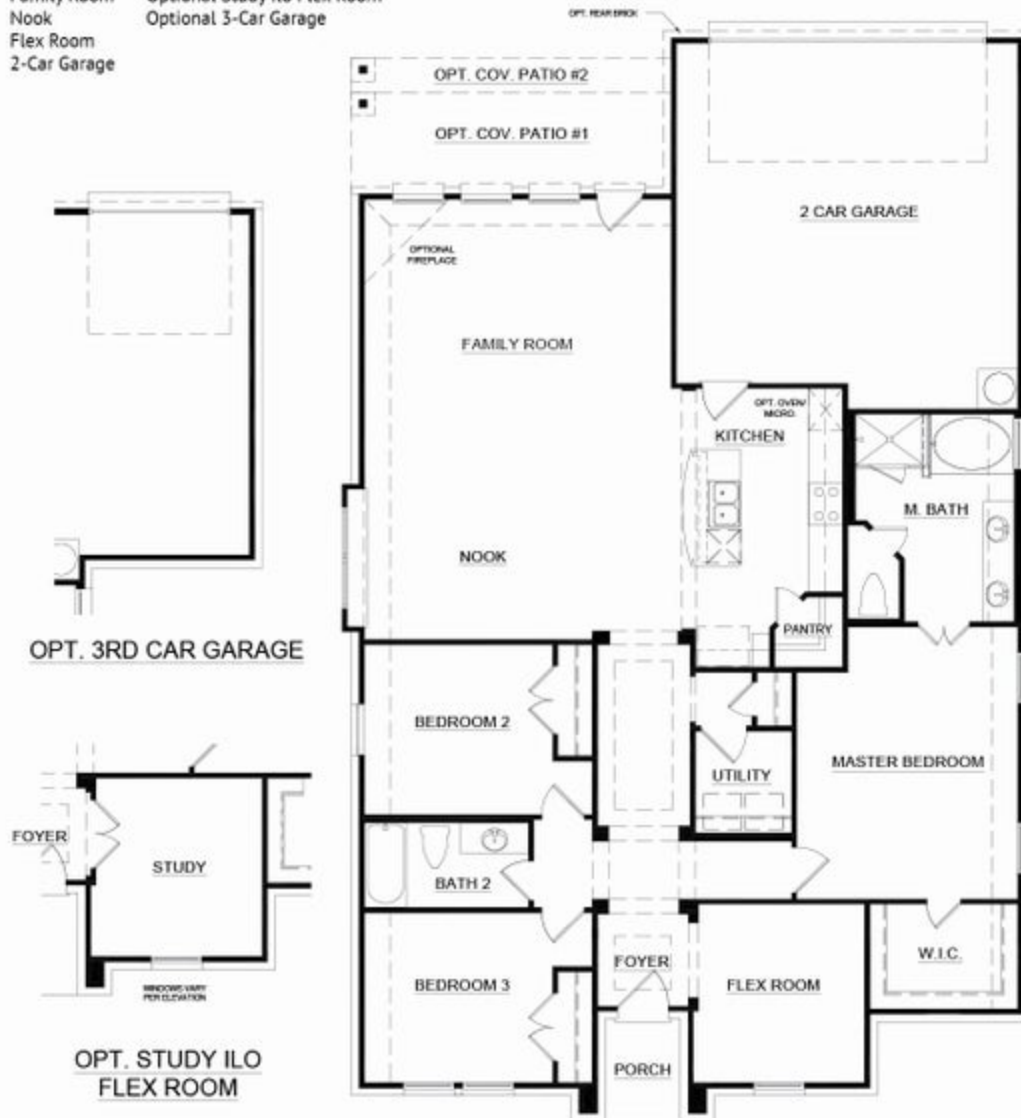 Nook
Optional 3-Car Garage
Flex Room
2-Car Garage
OPT. REAR BRICK
OPT. COV. PATIO #2
OPT. COV. PATIO #1
2 CAR GARAGE
OPTIONAL
FIREPLACE
FAMILY ROOM
OPT. OVEN/
MICRO.
KITCHEN
M. BATH
NOOK
PANTRY
OPT. 3RD CAR GARAGE
BEDROOM 2
MASTER BEDROOM
UTILITY
FOYER
STUDY
BATH 2
W.I.C.
FOYER
BEDROOM 3
FLEX ROOM
WINDOWS VARY
PER ELEVATION
OPT. STUDY ILO
FLEX ROOM
PORCH